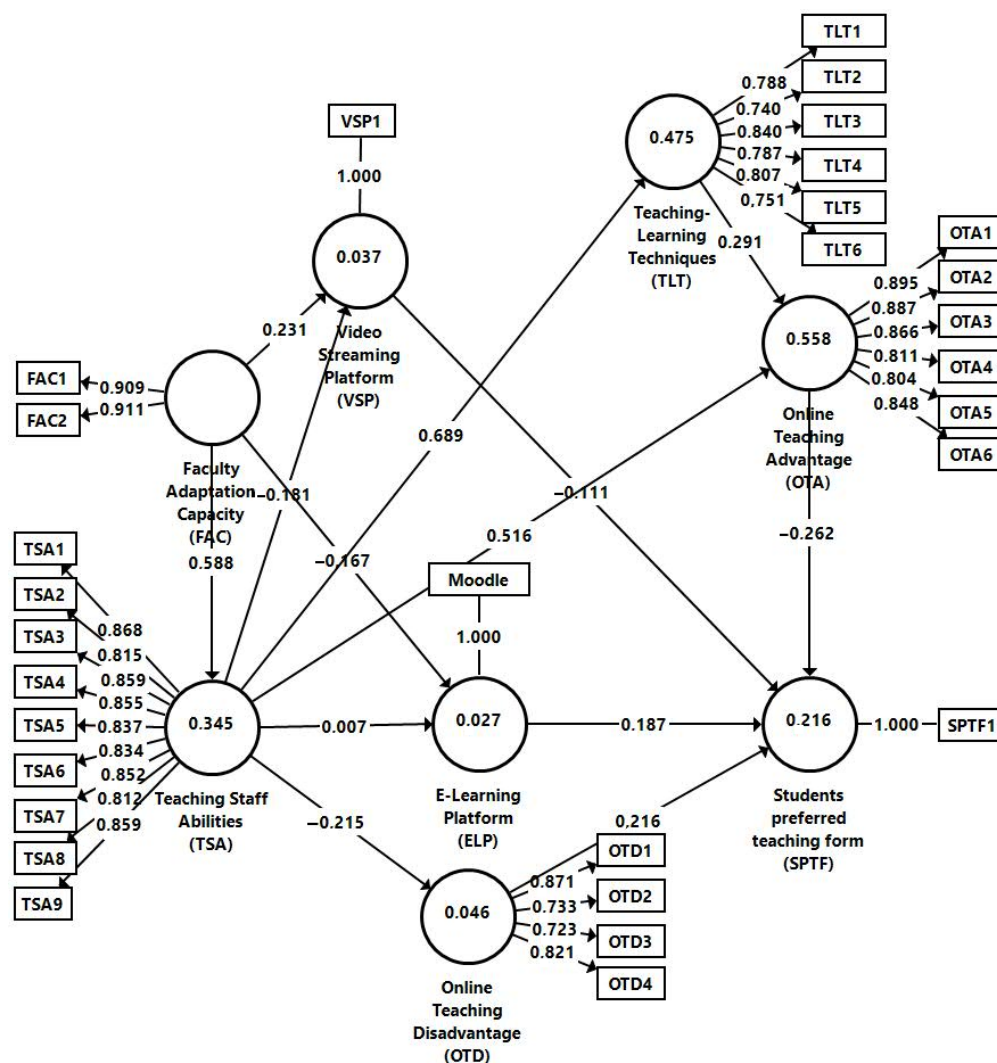 TLT1
0.788
TLT2
0.740
TLT3
0.840
0.787
TLT4
0.807
TLT5
0,751
TLT6
0.475
Teaching-
Learning
Techniques
(TLT)
VSP1
1.000
0.037
Video
Streaming
Platform
(VSP)
0.231
0.291
OTA1
0.895
OTA2
0.887
0.866
OTA3
0.811
OTA4
0.804
OTA5
0.848
OTA6
0.558
Online
Teaching
Advantage
(OTA)
FAC1
0.909
FAC2
0.911
Faculty
Adaptation
Capacity
(FAC)
0.588
−0.181
0.689
−0.167
0.516
−0.111
−0.262
Moodle
1.000
TSA1
TSA2
TSA3
TSA4
TSA5
TSA6
TSA7
TSA8
TSA9
0.868
0.815
0.859
0.855
0.837
0.834
0.852
0.812
0.859
0.345
Teaching Staff
Abilities
(TSA)
0.007
0.027
E-Learning
Platform
(ELP)
0.187
0.216
Students
preferred
teaching form
(SPTF)
1.000
SPTF1
−0.215
0,216
0.046
Online
Teaching
Disadvantage
(OTD)
OTD1
0.871
OTD2
0.733
0.723
OTD3
0.821
OTD4